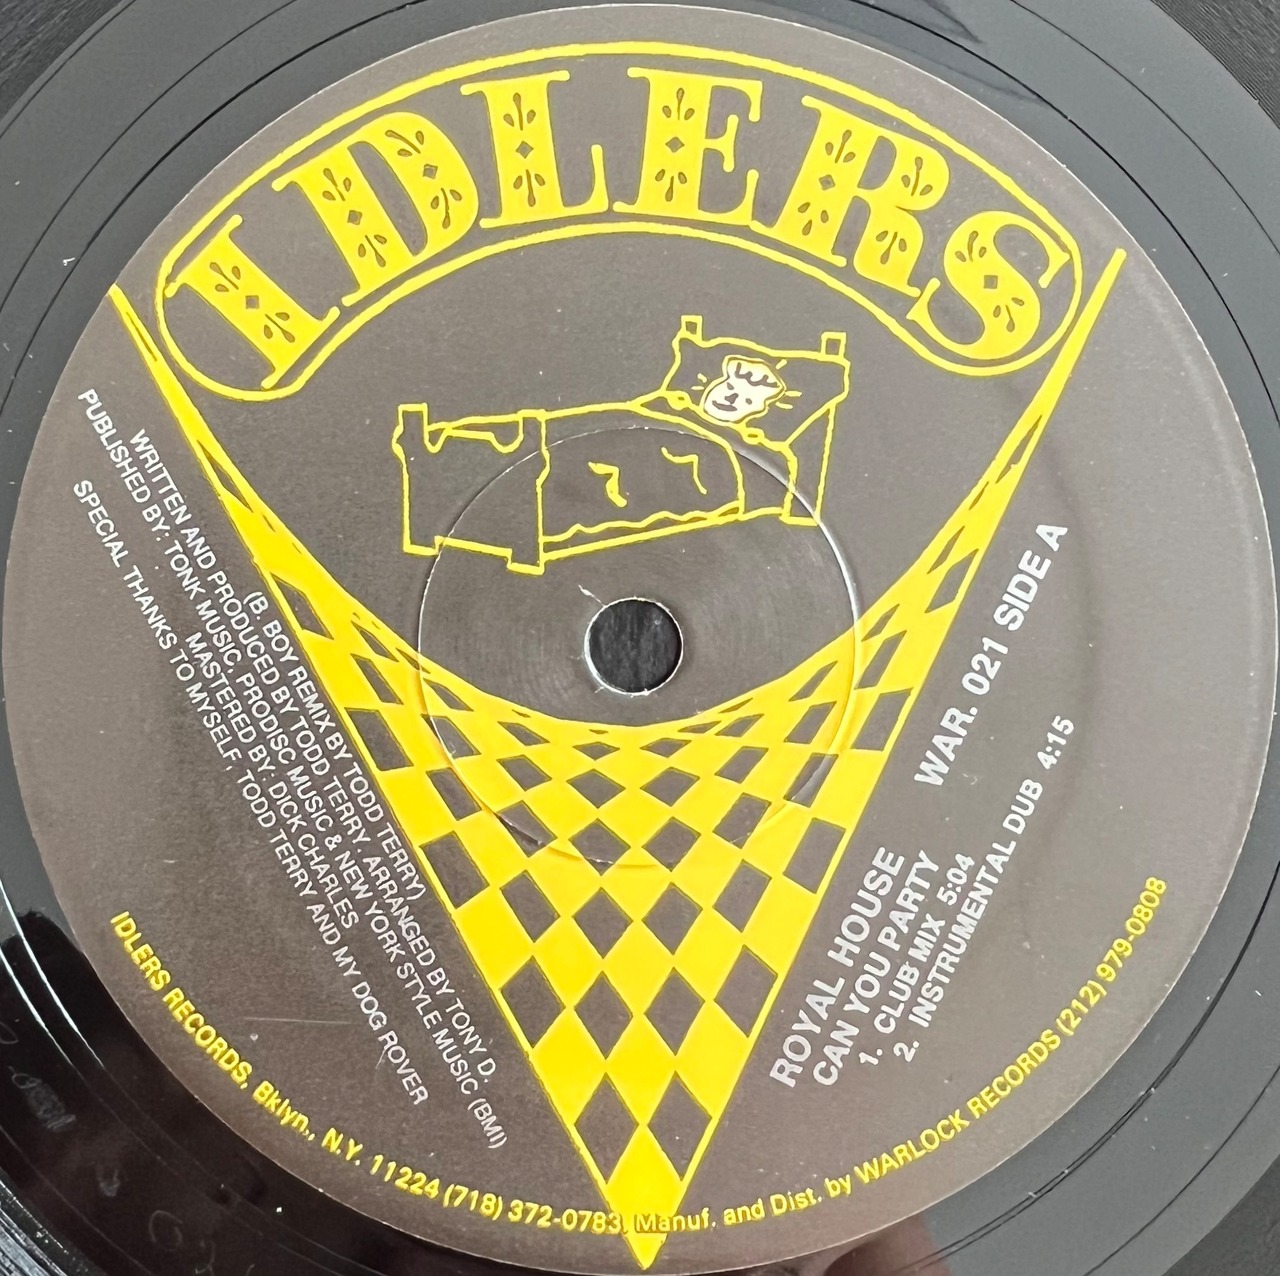 IDLERS
WAR. 021 SIDE A
ROYAL HOUSE
CAN YOU PARTY
1. CLUB MIX 5:04
2. INSTRUMENTAL DUB 4:15
(B. BOY REMIX BY TODD TERRY)
WRITTEN AND PRODUCED BY TODD TERRY. ARRANGED BY TONY D.
PUBLISHED BY: TONK MUSIC, PRODISC MUSIC & NEW YORK STYLE MUSIC (BMI)
MASTERED BY: DICK CHARLES
SPECIAL THANKS TO MYSELF, TODD TERRY AND MY DOG ROVER
IDLERS RECORDS, Bklyn., N.Y. 11224 (718) 372-0783. Manuf. and Dist. by WARLOCK RECORDS (212) 979-0808